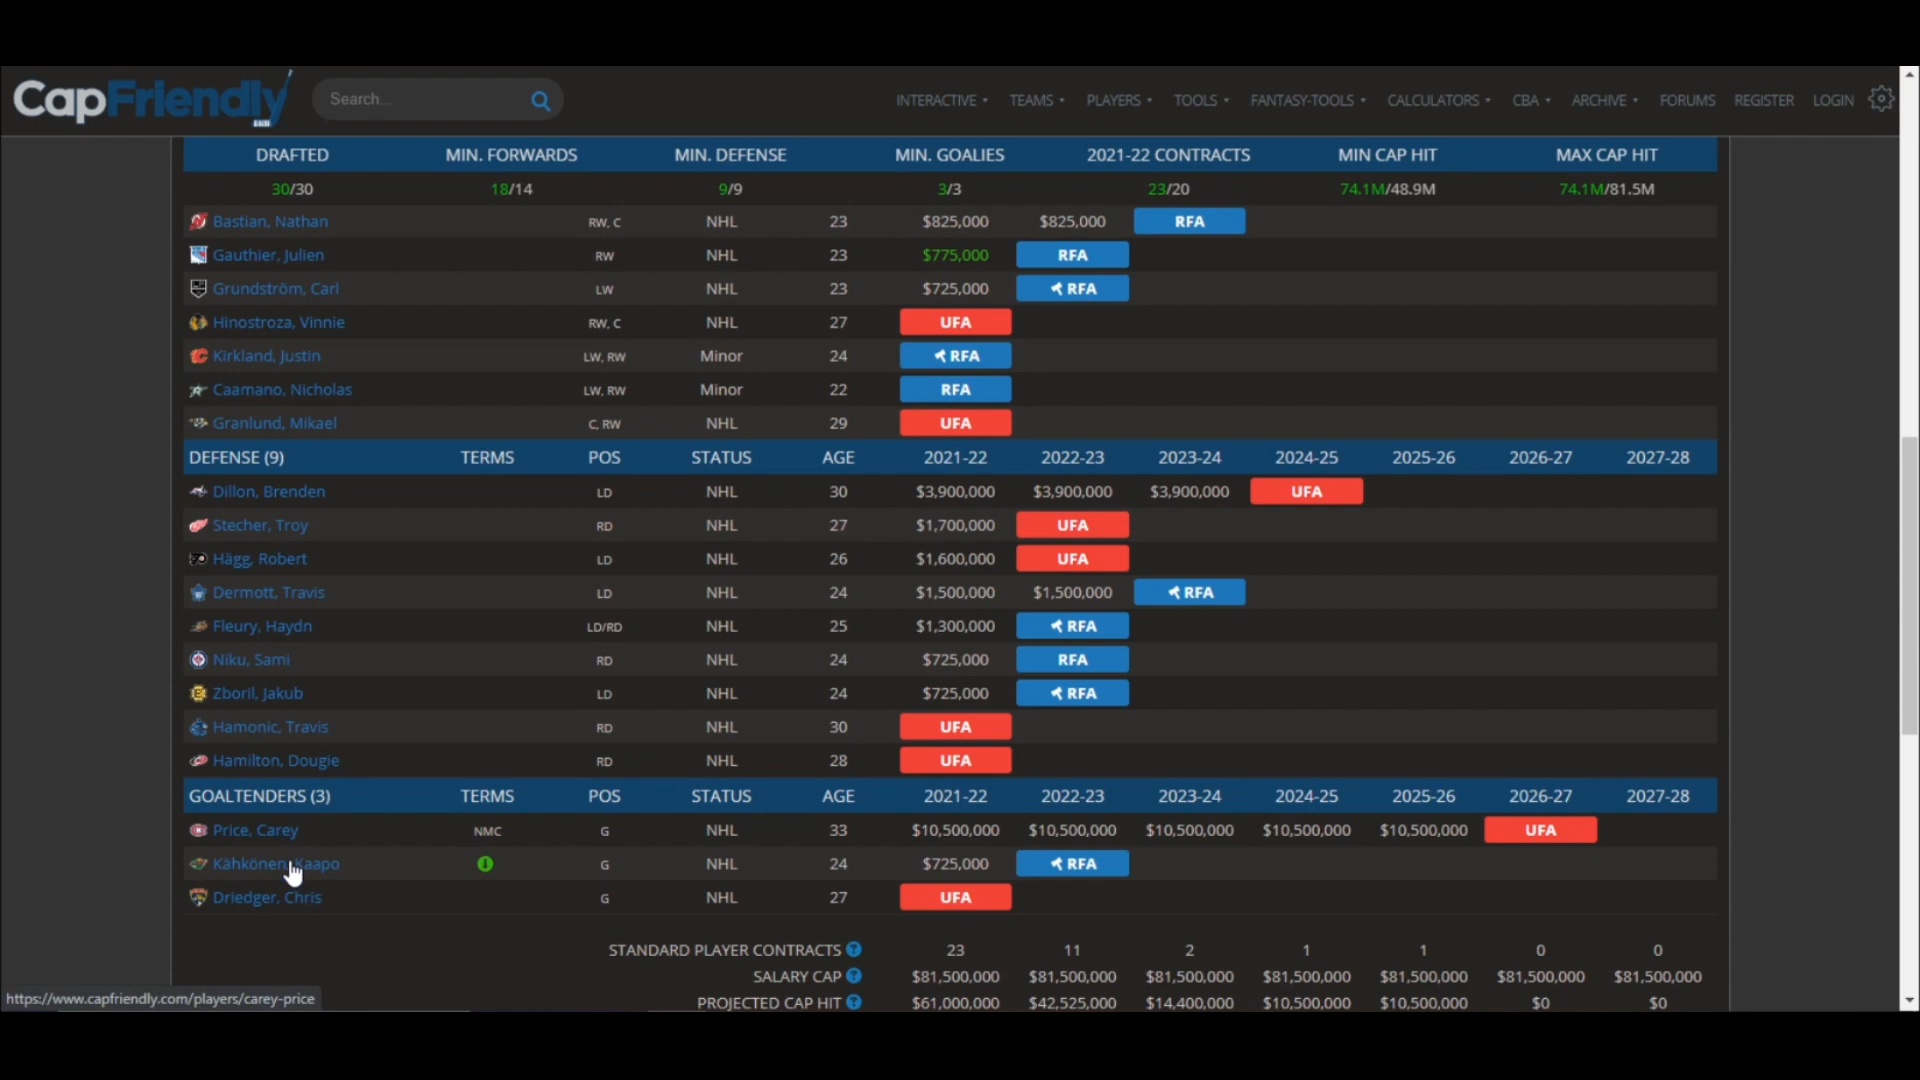 CapFriendly Search... INTERACTIVE TEAMS PLAYERS TOOLS FANTASY-TOOLS CALCULATORS CBA ARCHIVE FORUMS REGISTER LOGIN
DRAFTED MIN. FORWARDS MIN. DEFENSE MIN. GOALIES 2021-22 CONTRACTS MIN CAP HIT MAX CAP HIT
30/30 18/14 9/9 3/3 23/20 74.1M/48.9M 74.1M/81.5M
Bastian, Nathan RW, C NHL 23 $825,000 $825,000 RFA
Gauthier, Julien RW NHL 23 $775,000 RFA
Grundström, Carl LW NHL 23 $725,000 RFA
Hinostroza, Vinnie RW, C NHL 27 UFA
Kirkland, Justin LW, RW Minor 24 RFA
Caamano, Nicholas LW, RW Minor 22 RFA
Granlund, Mikael C, RW NHL 29 UFA
DEFENSE (9) TERMS POS STATUS AGE 2021-22 2022-23 2023-24 2024-25 2025-26 2026-27 2027-28
Dillon, Brenden LD NHL 30 $3,900,000 $3,900,000 $3,900,000 UFA
Stecher, Troy RD NHL 27 $1,700,000 UFA
Hägg, Robert LD NHL 26 $1,600,000 UFA
Dermott, Travis LD NHL 24 $1,500,000 $1,500,000 RFA
Fleury, Haydn LD/RD NHL 25 $1,300,000 RFA
Niku, Sami RD NHL 24 $725,000 RFA
Zboril, Jakub LD NHL 24 $725,000 RFA
Hamonic, Travis RD NHL 30 UFA
Hamilton, Dougie RD NHL 28 UFA
GOALTENDERS (3) TERMS POS STATUS AGE 2021-22 2022-23 2023-24 2024-25 2025-26 2026-27 2027-28
Price, Carey NMC G NHL 33 $10,500,000 $10,500,000 $10,500,000 $10,500,000 $10,500,000 UFA
Kähkönen, Kaapo G NHL 24 $725,000 RFA
Driedger, Chris G NHL 27 UFA
STANDARD PLAYER CONTRACTS 23 11 2 1 1 0 0
SALARY CAP $81,500,000 $81,500,000 $81,500,000 $81,500,000 $81,500,000 $81,500,000 $81,500,000
PROJECTED CAP HIT $61,000,000 $42,525,000 $14,400,000 $10,500,000 $10,500,000 $0 $0
https://www.capfriendly.com/players/carey-price